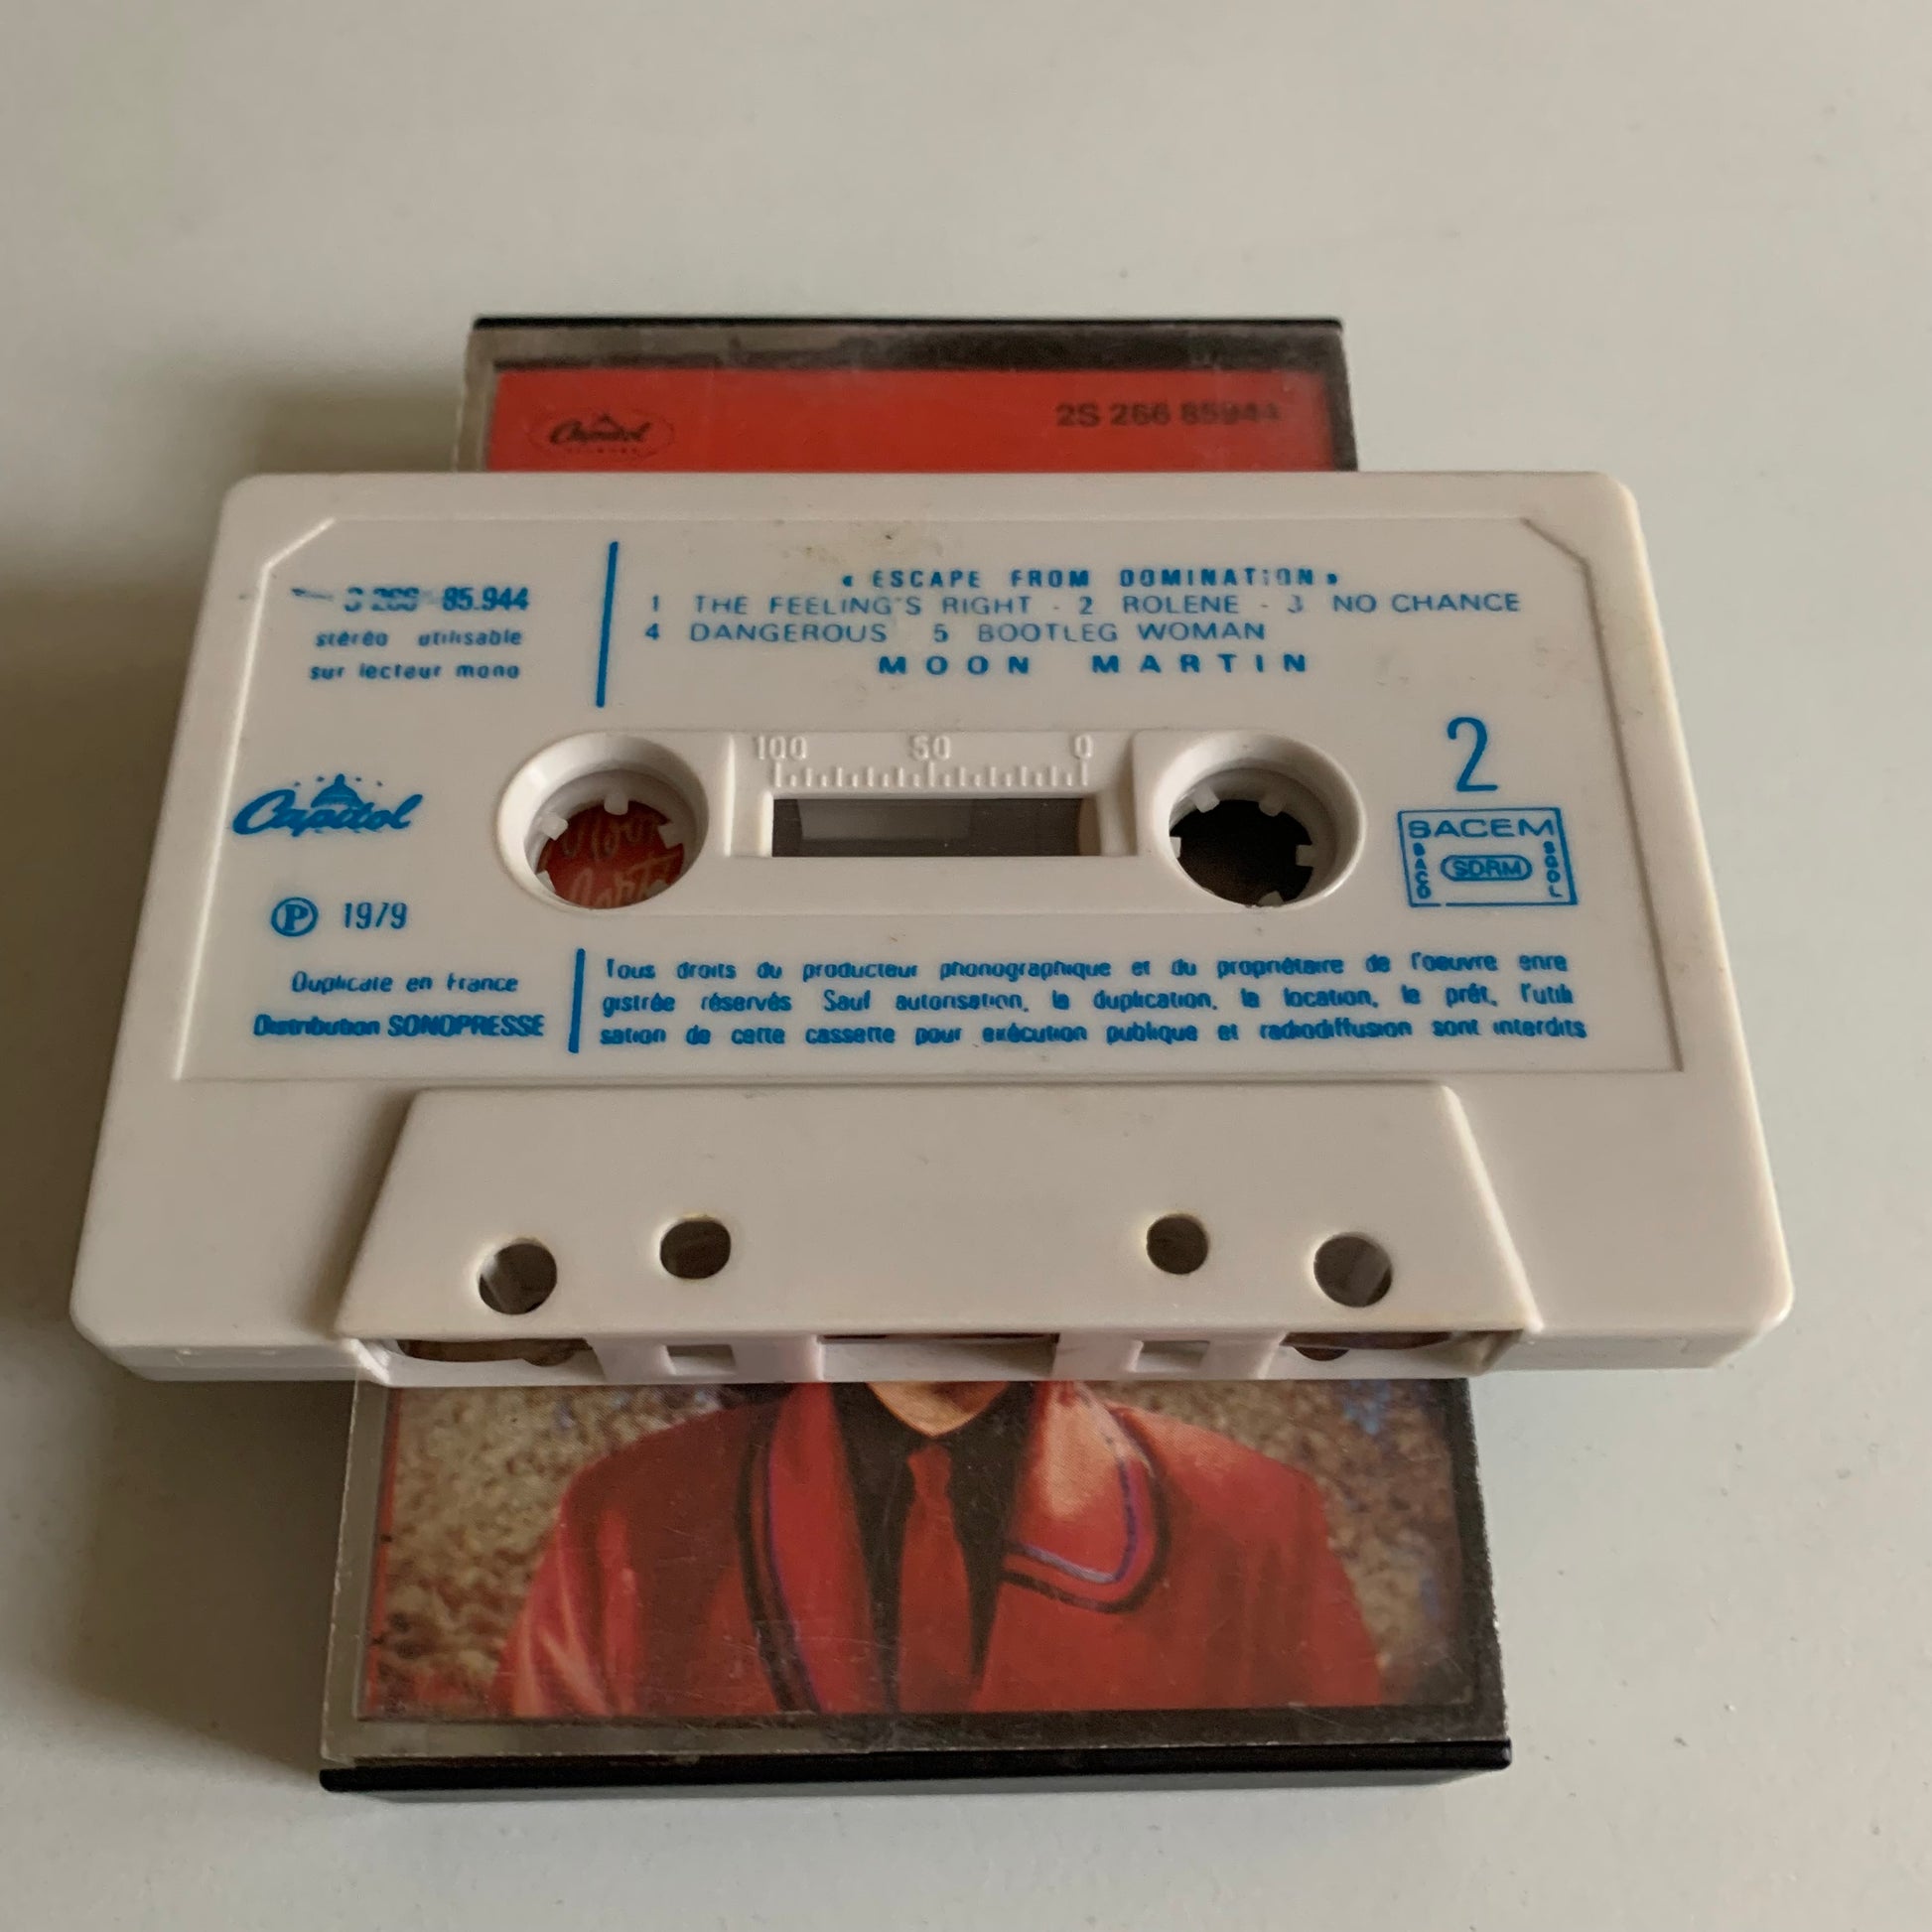 Capitol
2S 266 85944
85.944
stéréo utilisable
sur lecteur mono
« ESCAPE FROM DOMINATION »
1 THE FEELING'S RIGHT - 2 ROLENE - 3 NO CHANCE
4 DANGEROUS 5 BOOTLEG WOMAN
MOON MARTIN
100 50 0
2
Capitol
SACEM
SACD SDRM SGDL
Ⓟ 1979
Duplicate en France
Distribution SONOPRESSE
Tous droits du producteur phonographique et du propriétaire de l'oeuvre enre
gistrée réservés Sauf autorisation, la duplication, la location, le prêt, l'utili
sation de cette cassette pour exécution publique et radiodiffusion sont interdits